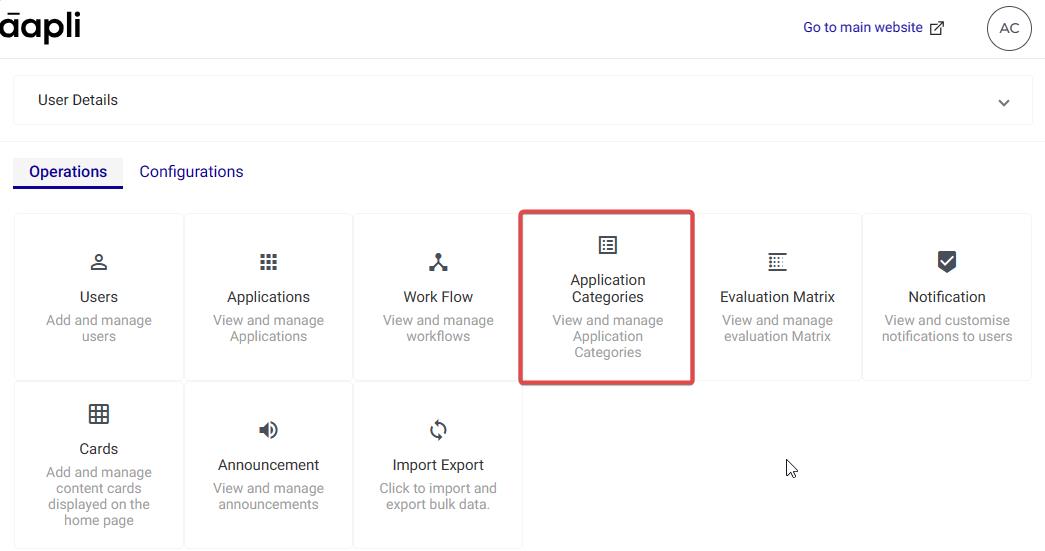 āapli
Go to main website
AC
User Details
Operations
Configurations
Users
Add and manage
users
Applications
View and manage
Applications
Work Flow
View and manage
workflows
Application
Categories
View and manage
Application
Categories
Evaluation Matrix
View and manage
evaluation Matrix
Notification
View and customise
notifications to users
Cards
Add and manage
content cards
displayed on the
home page
Announcement
View and manage
announcements
Import Export
Click to import and
export bulk data.